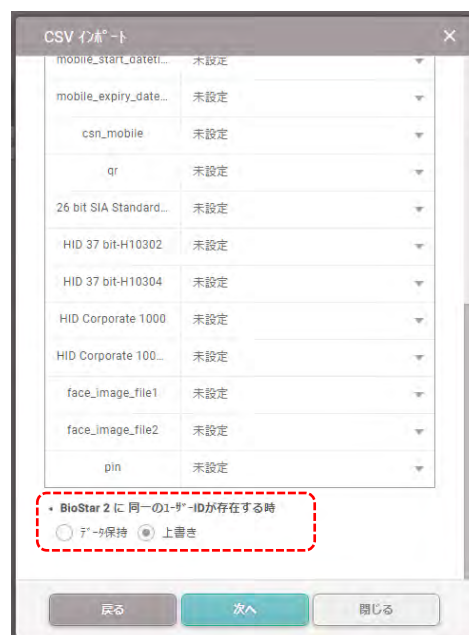 CSV ｲﾝﾎﾟｰﾄ
mobile_start_dateti... 未設定
mobile_expiry_date... 未設定
csn_mobile 未設定
qr 未設定
26 bit SIA Standard... 未設定
HID 37 bit-H10302 未設定
HID 37 bit-H10304 未設定
HID Corporate 1000 未設定
HID Corporate 100... 未設定
face_image_file1 未設定
face_image_file2 未設定
pin 未設定
• BioStar 2 に 同一のﾕｰｻﾞｰIDが存在する時
ﾃﾞｰﾀ保持 上書き
戻る 次へ 閉じる